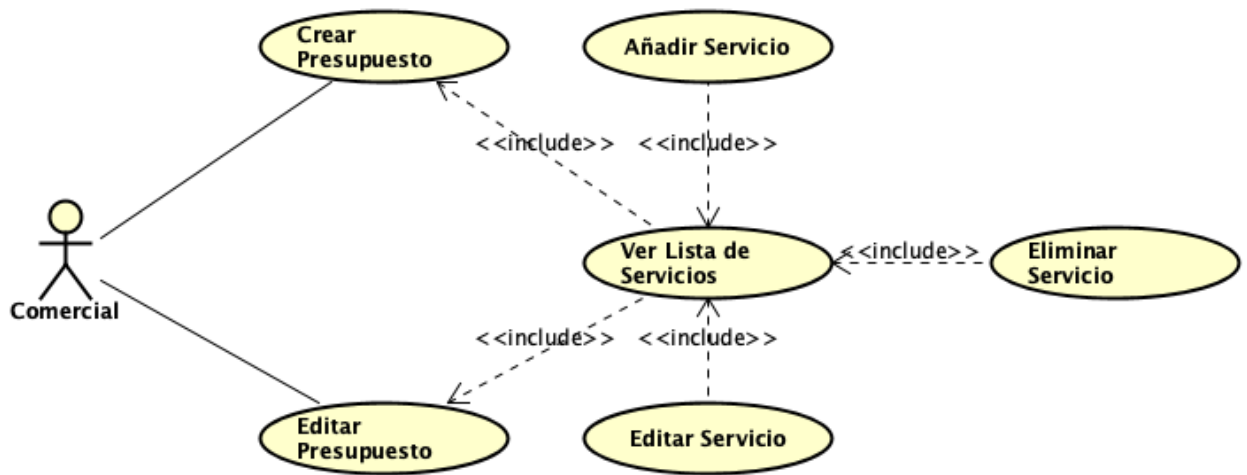 Crear
Presupuesto
Añadir Servicio
<<include>>
<<include>>
Ver Lista de
Servicios
<<include>>
Eliminar
Servicio
Comercial
<<include>>
<<include>>
Editar
Presupuesto
Editar Servicio